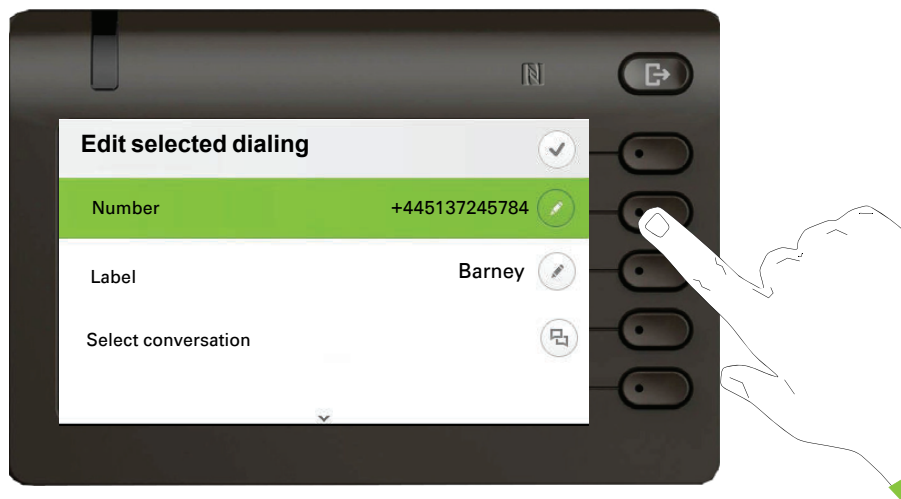 Edit selected dialing
Number +445137245784
Label Barney
Select conversation